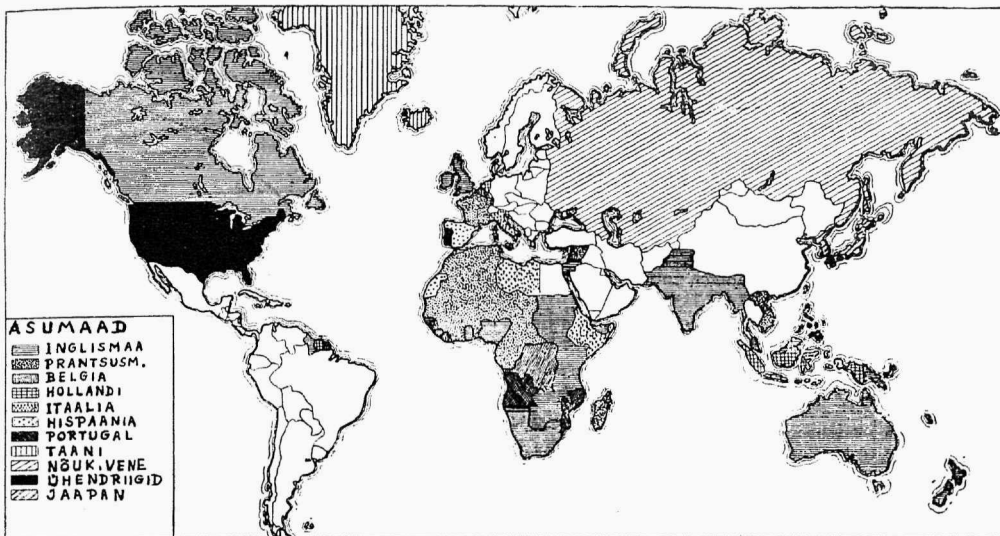 ASUMAAD
INGLISMAA
PRANTSUSM.
BELGIA
HOLLANDI
ITAALIA
HISPAANIA
PORTUGAL
TAANI
NÕUK.VENE
ÜHENDRIIGID
JAAPAN